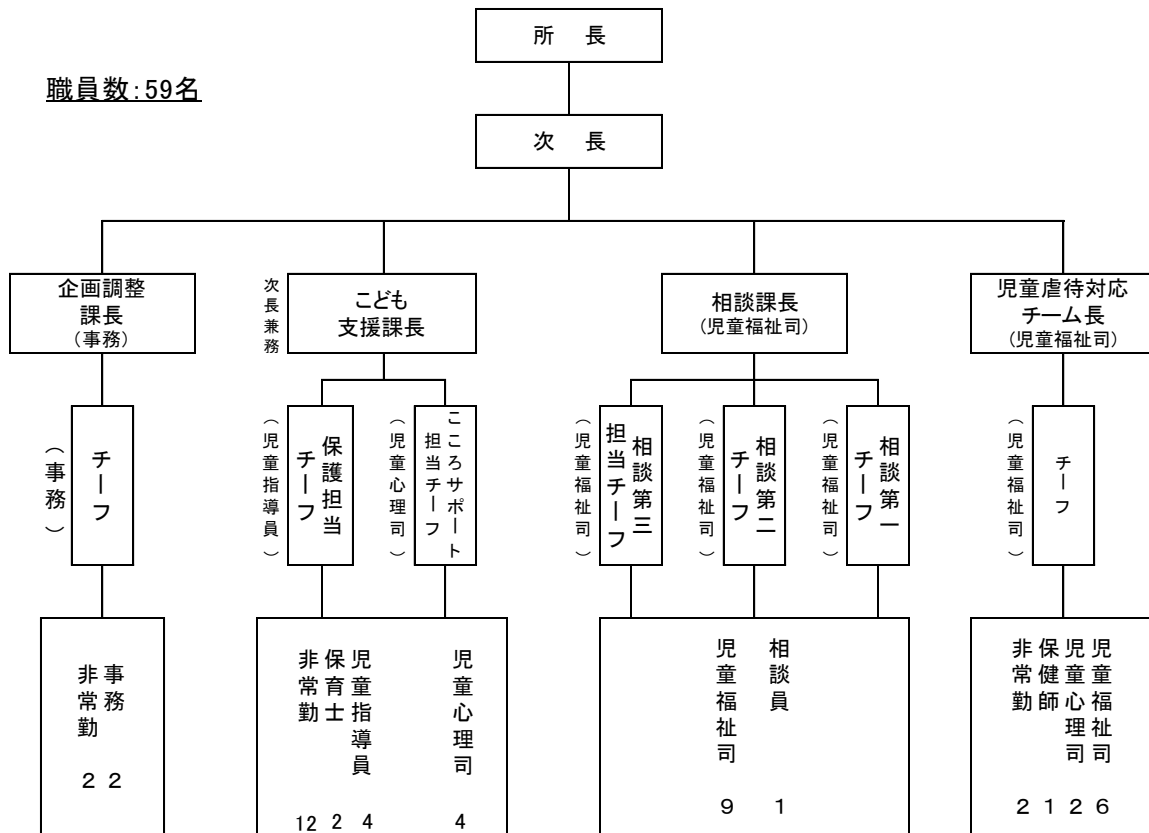 所　長
職員数：59名
次　長
企画調整
課長
（事務）
次長兼務
こども
支援課長
相談課長
（児童福祉司）
児童虐待対応
チーム長
（児童福祉司）
（事務）
チーフ
（児童指導員）
保護担当
チーフ
（児童心理司）
こころサポート
担当チーフ
（児童福祉司）
相談第三
担当チーフ
（児童福祉司）
相談第二
チーフ
（児童福祉司）
相談第一
チーフ
（児童福祉司）
チーフ
事務　2
非常勤　2
児童心理司　4
児童指導員　4
保育士　2
非常勤　12
相談員　1
児童福祉司　9
児童福祉司　6
児童心理司　2
保健師　1
非常勤　2